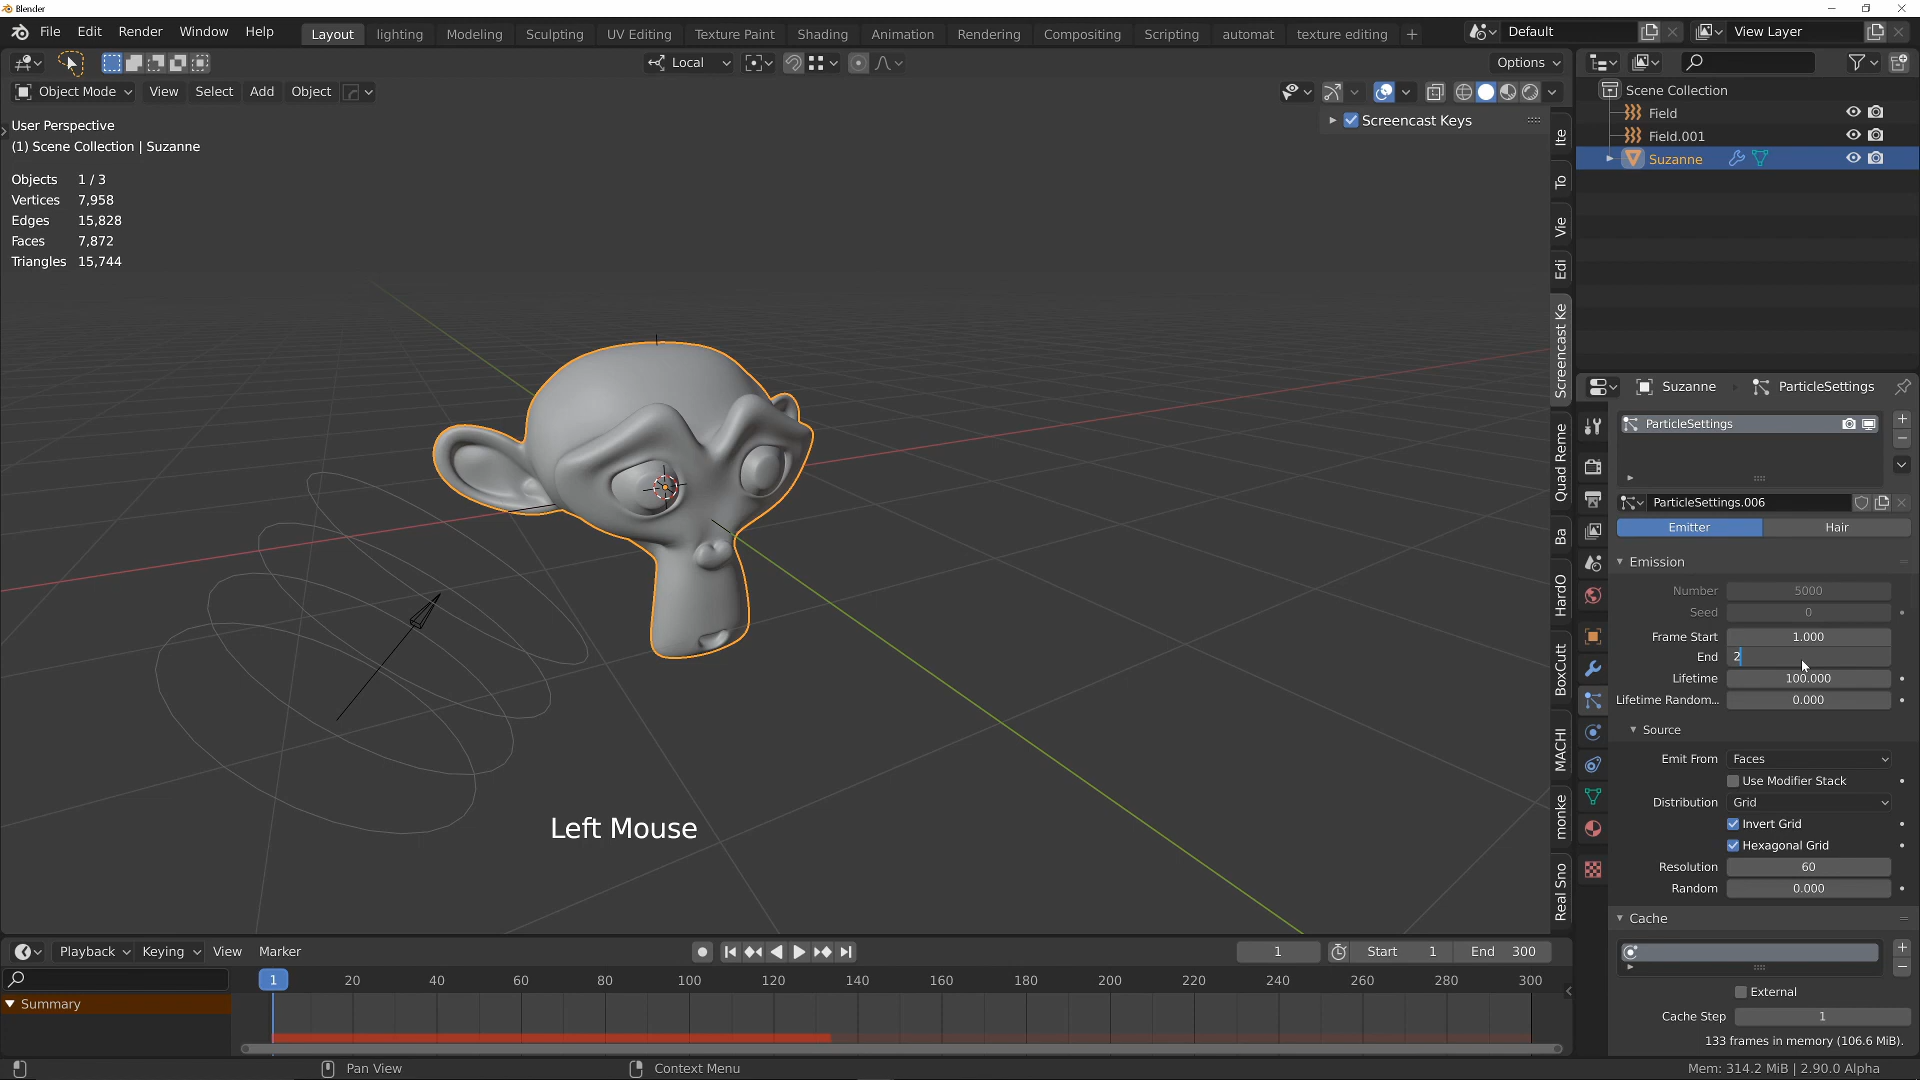 Blender
File Edit Render Window Help Layout lighting Modeling Sculpting UV Editing Texture Paint Shading Animation Rendering Compositing Scripting automat texture editing + Default View Layer
Local Options
Object Mode View Select Add Object
User Perspective
(1) Scene Collection | Suzanne
Objects 1 / 3
Vertices 7,958
Edges 15,828
Faces 7,872
Triangles 15,744
Screencast Keys
Ite
To
Vie
Edi
Screencast Ke
Quad Reme
Ba
HardO
BoxCutt
MACHI
monke
Real Sno
Left Mouse
Scene Collection
Field
Field.001
Suzanne
Suzanne ParticleSettings
ParticleSettings
ParticleSettings.006
Emitter Hair
Emission
Number 5000
Seed 0
Frame Start 1.000
End 2
Lifetime 100.000
Lifetime Random... 0.000
Source
Emit From Faces
Use Modifier Stack
Distribution Grid
Invert Grid
Hexagonal Grid
Resolution 60
Random 0.000
Cache
External
Cache Step 1
133 frames in memory (106.6 MiB).
Playback Keying View Marker 1 Start 1 End 300
1 20 40 60 80 100 120 140 160 180 200 220 240 260 280 300
Summary
Pan View Context Menu Mem: 314.2 MiB | 2.90.0 Alpha